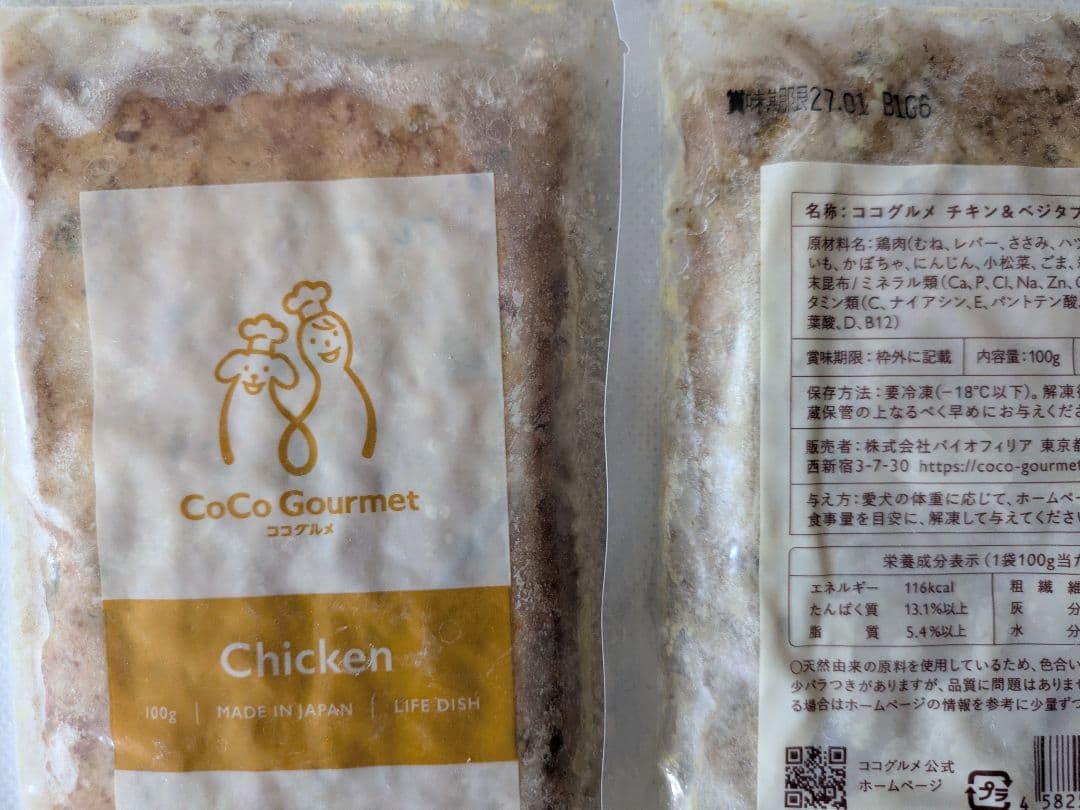 CoCo Gourmet
ココグルメ
Chicken
100g | MADE IN JAPAN | LIFE DISH
賞味期限27.01 B1G6
名称：ココグルメ チキン＆ベジタブ
原材料名：鶏肉(むね、レバー、ささみ、ハツ
いも、かぼちゃ、にんじん、小松菜、ごま、
末昆布/ミネラル類(Ca、P、Cl、Na、Zn、
タミン類(C、ナイアシン、E、パントテン酸
葉酸、D、B12)
賞味期限：枠外に記載
内容量：100g
保存方法：要冷凍(−18℃以下)。解凍後
蔵保管の上なるべく早めにお与えくだ
販売者：株式会社バイオフィリア 東京都
西新宿3-7-30 https://coco-gourmet
与え方：愛犬の体重に応じて、ホームペー
食事量を目安に、解凍して与えてくださ
栄養成分表示(1袋100g当た
エネルギー 116kcal 粗繊維
たんぱく質 13.1%以上 灰分
脂質 5.4%以上 水分
○天然由来の原料を使用しているため、色合い
少バラつきがありますが、品質に問題はありませ
る場合はホームページの情報を参考に少量ずつ
ココグルメ公式
ホームページ
プラ
4 582